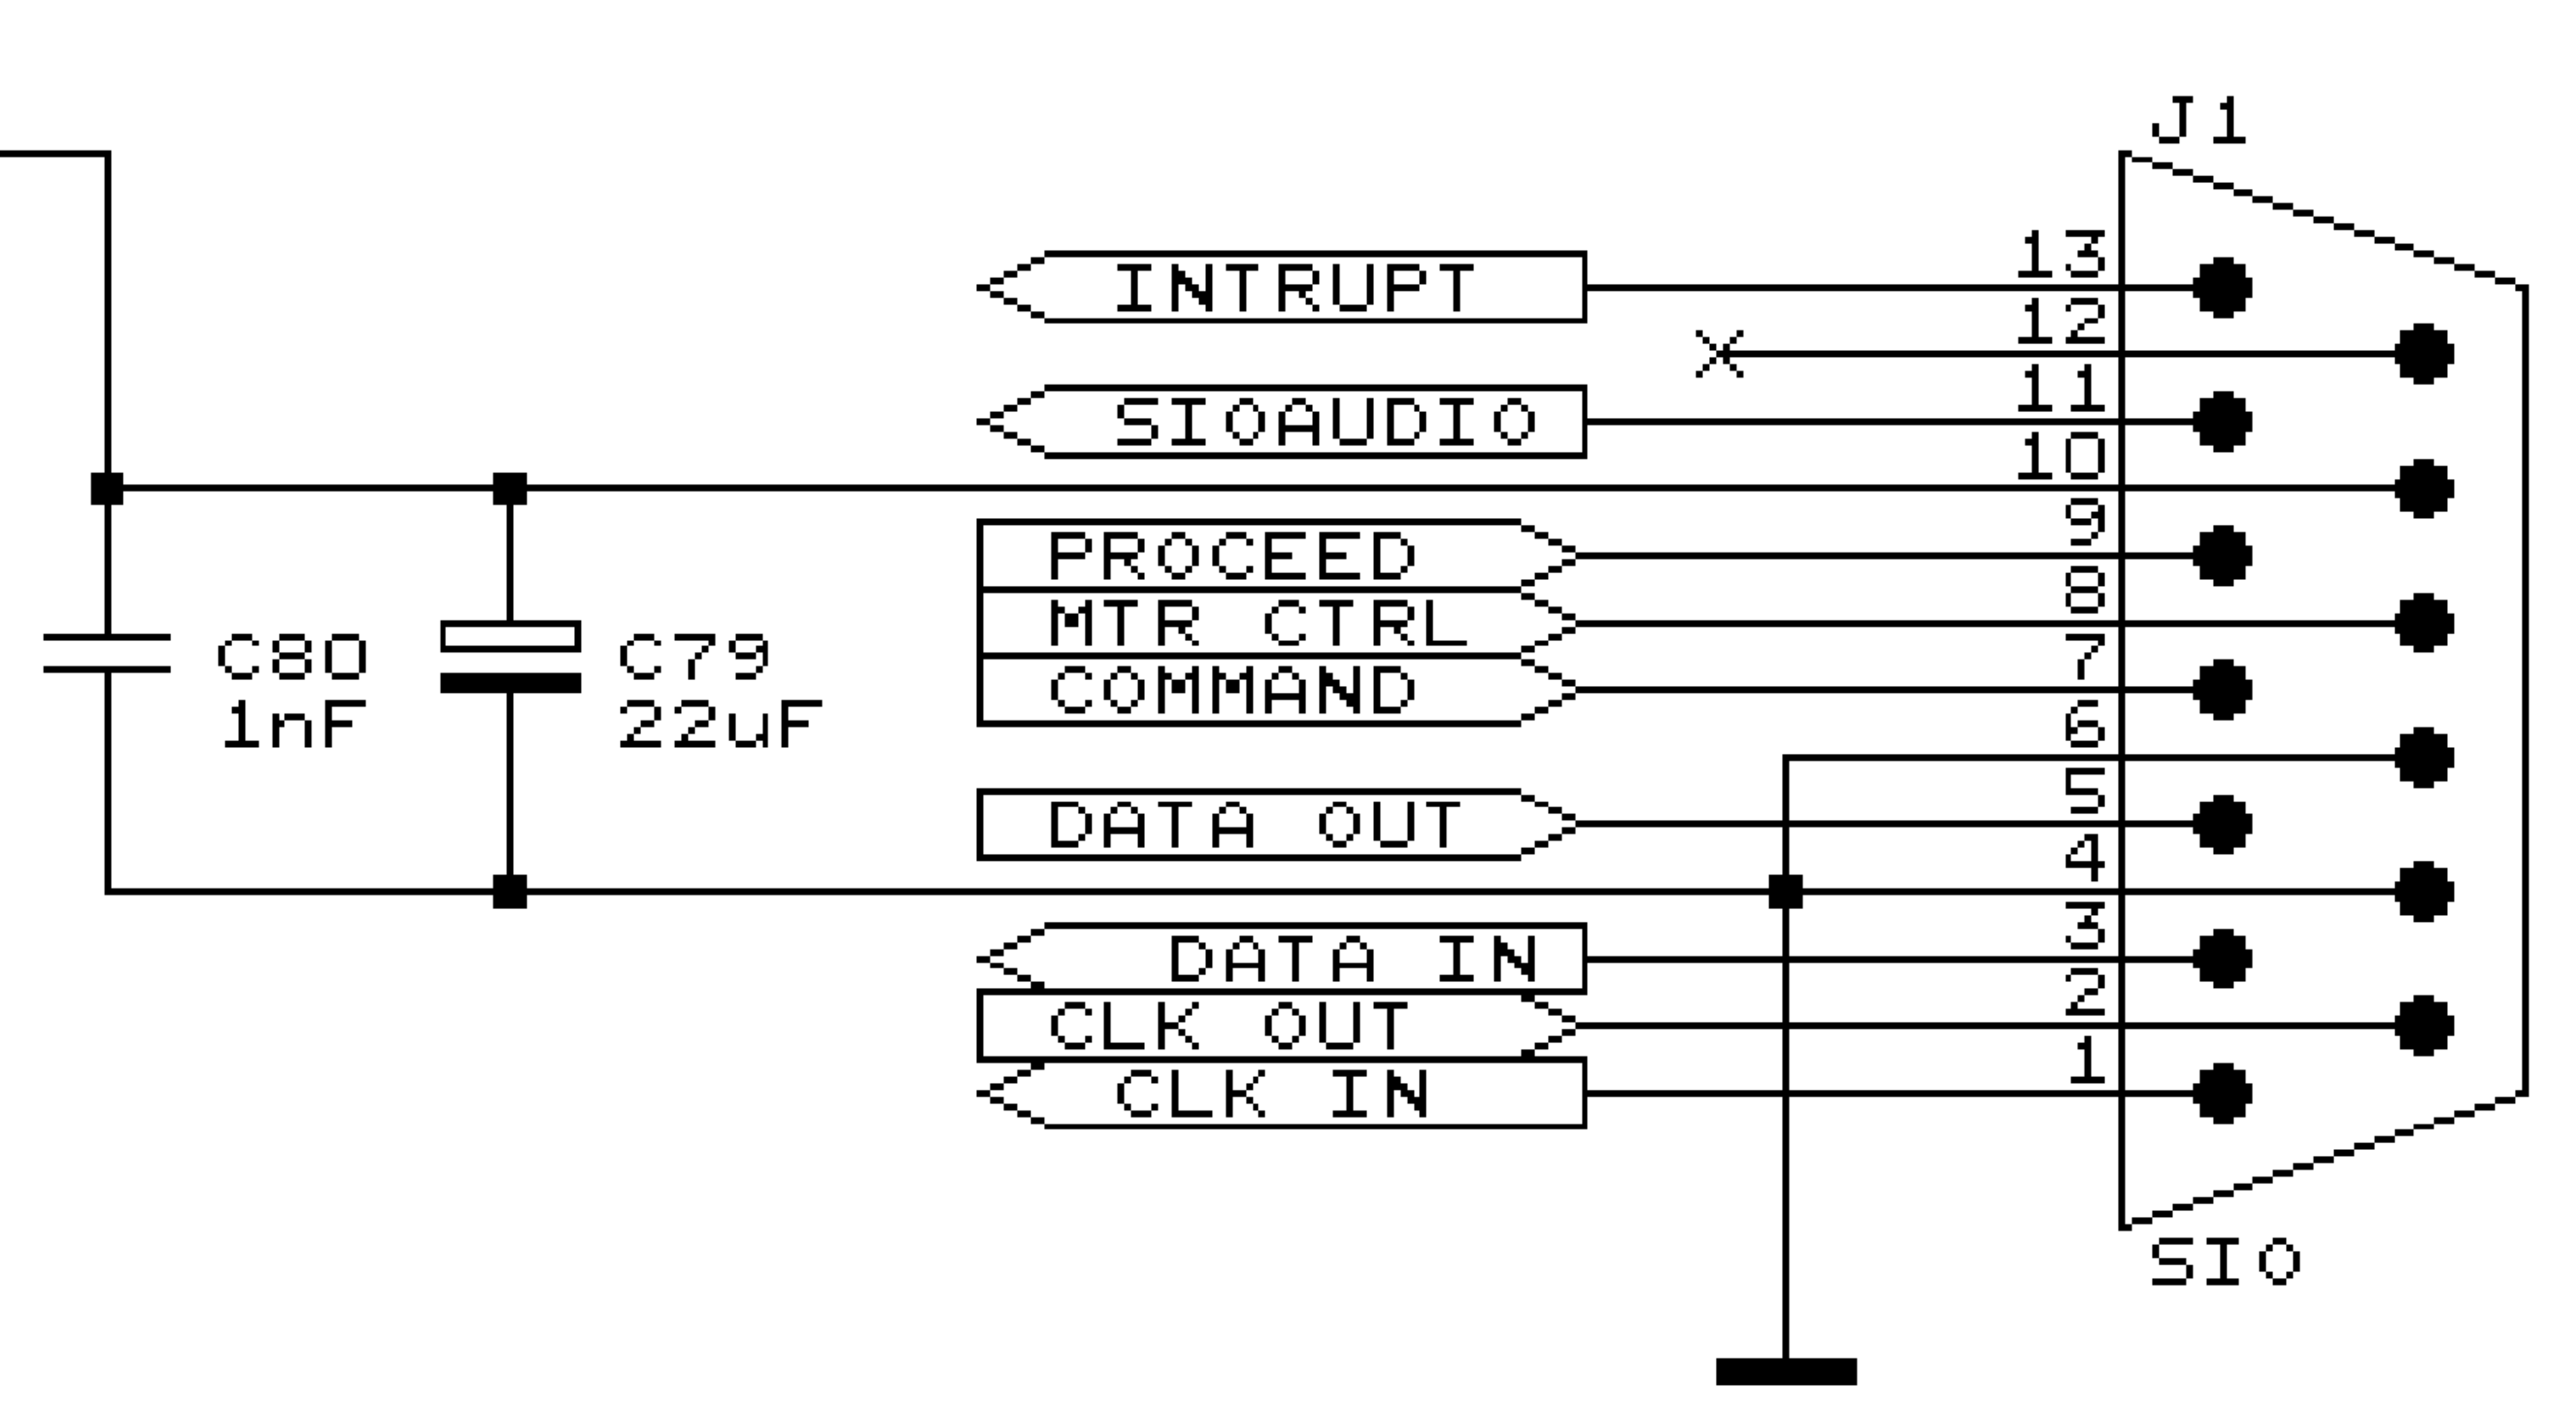 J1
13
INTRUPT
12
11
SIOAUDIO
10
9
PROCEED
8
MTR CTRL
C80
C79
7
COMMAND
1nF
22uF
6
5
DATA OUT
4
3
DATA IN
2
CLK OUT
1
CLK IN
SIO